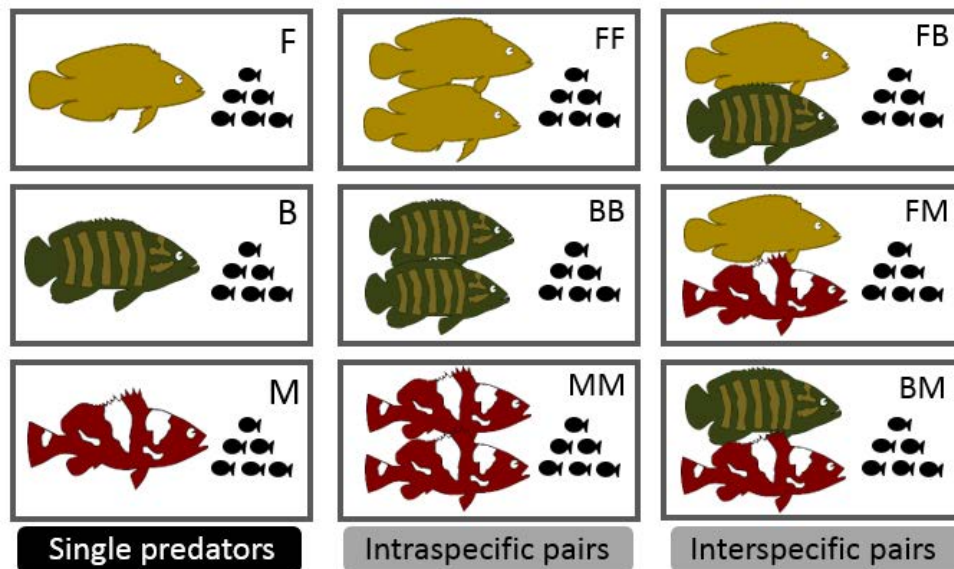 F
FF
FB
B
BB
FM
M
MM
BM
Single predators
Intraspecific pairs
Interspecific pairs